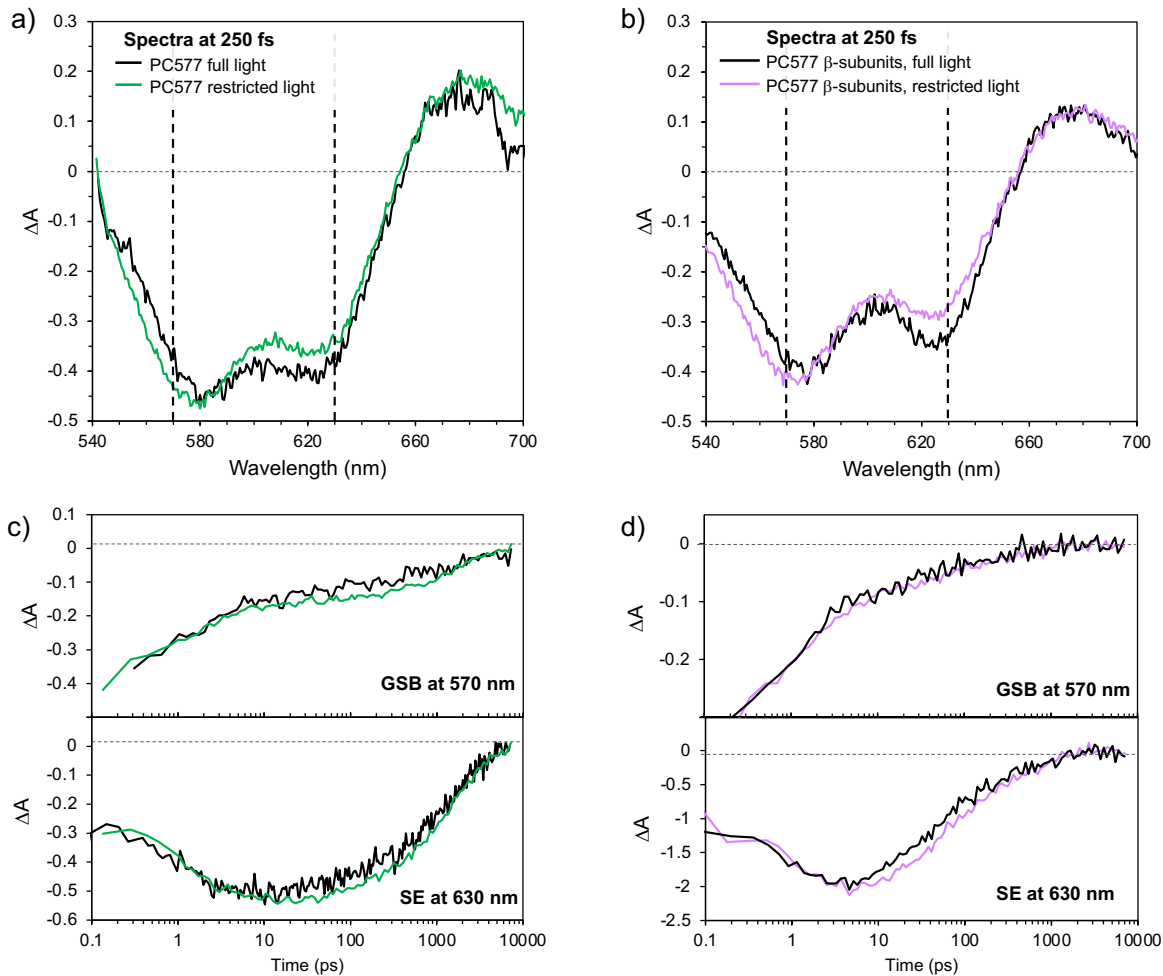 a)
Spectra at 250 fs
PC577 full light
PC577 restricted light
0.3
0.2
0.1
0
-0.1
-0.2
-0.3
-0.4
-0.5
ΔA
540 580 620 660 700
Wavelength (nm)
b)
Spectra at 250 fs
PC577 β-subunits, full light
PC577 β-subunits, restricted light
0.3
0.2
0.1
0
-0.1
-0.2
-0.3
-0.4
-0.5
ΔA
540 580 620 660 700
Wavelength (nm)
c)
0.1
0
-0.1
-0.2
-0.3
-0.4
-0.5
ΔA
GSB at 570 nm
0
-0.1
-0.2
-0.3
-0.4
-0.5
-0.6
ΔA
SE at 630 nm
0.1 1 10 100 1000 10000
Time (ps)
d)
0
-0.1
-0.2
ΔA
GSB at 570 nm
0
-0.5
-1
-1.5
-2
-2.5
ΔA
SE at 630 nm
0.1 1 10 100 1000 10000
Time (ps)